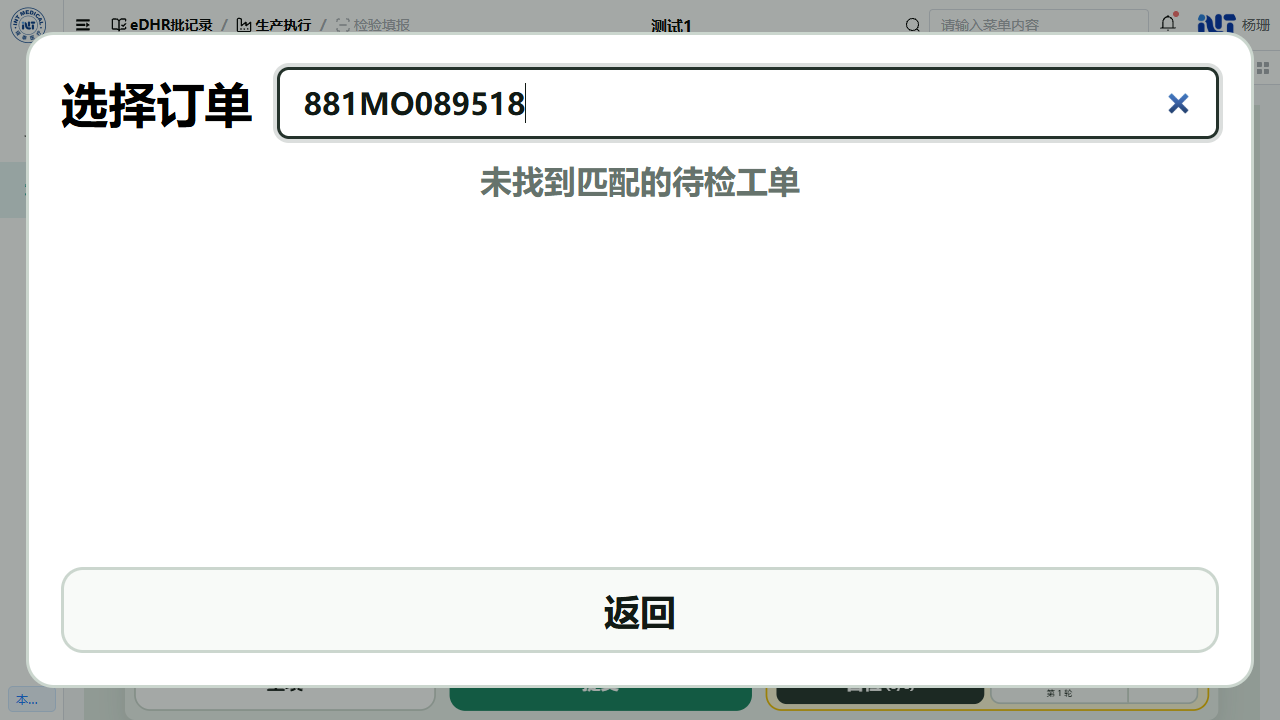 eDHR批记录 / 生产执行 / 检验填报
测试1
请输入菜单内容
杨珊
选择订单
881MO089518
未找到匹配的待检工单
返回
本...
第1轮